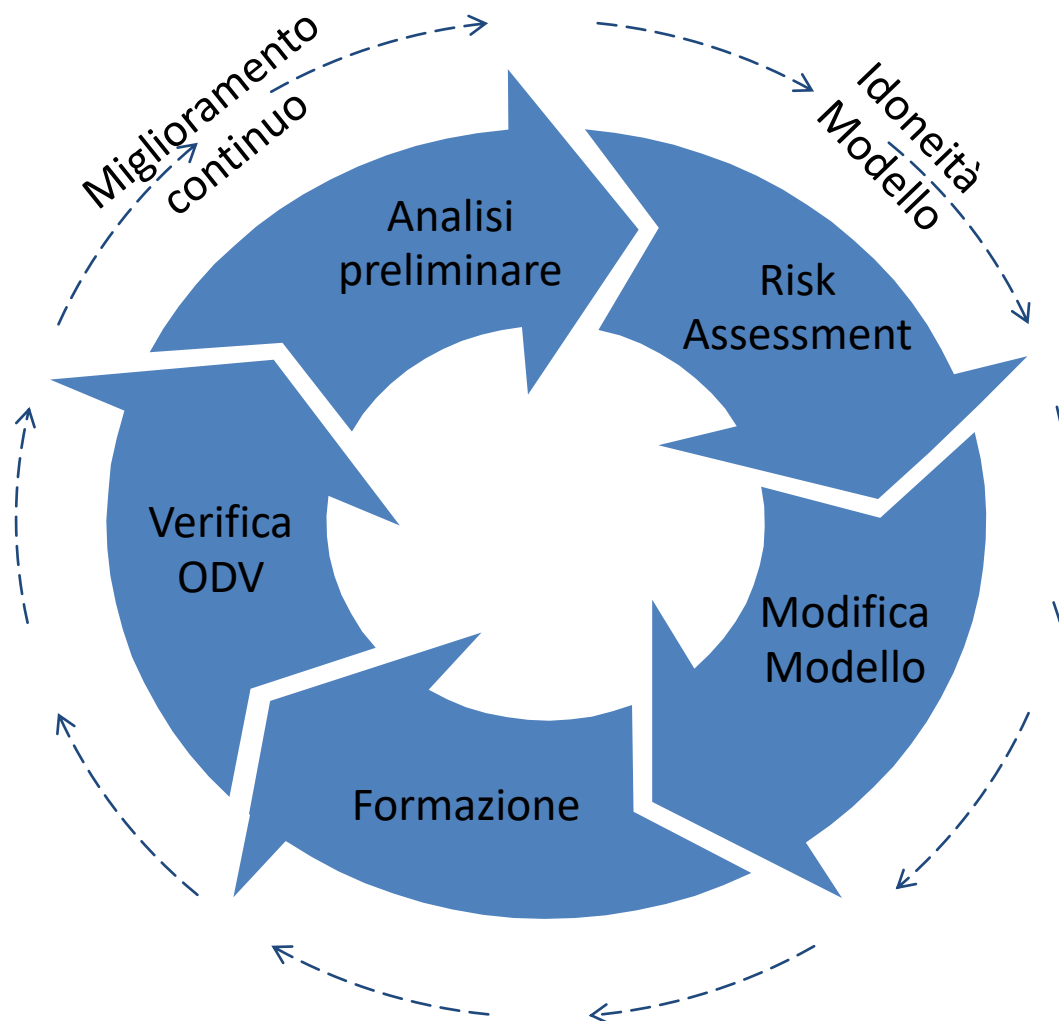 Miglioramento
continuo
Idoneità
Modello
Analisi
preliminare
Risk
Assessment
Modifica
Modello
Formazione
Verifica
ODV